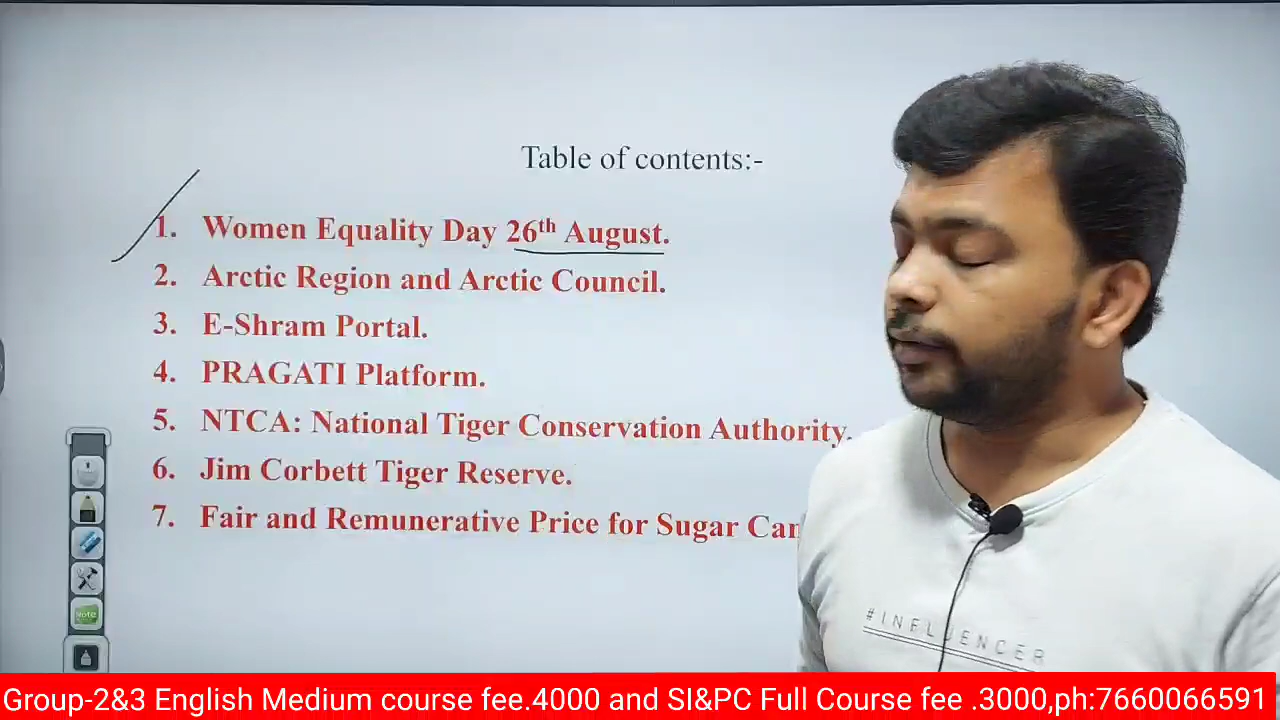 Table of contents:-
1. Women Equality Day 26th August.
2. Arctic Region and Arctic Council.
3. E-Shram Portal.
4. PRAGATI Platform.
5. NTCA: National Tiger Conservation Authority.
6. Jim Corbett Tiger Reserve.
7. Fair and Remunerative Price for Sugar
#INFLUENCER
Note
Group-2&3 English Medium course fee.4000 and SI&PC Full Course fee .3000,ph:7660066591